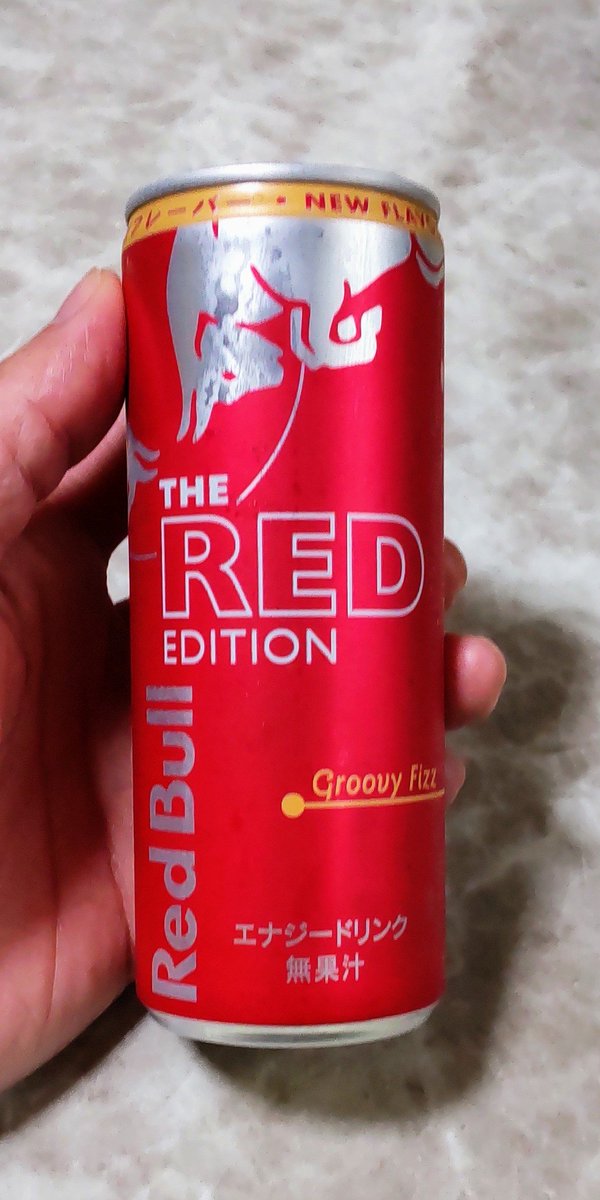 フレーバー • NEW FLAV
THE
RED
EDITION
Red Bull
Groovy Fizz
エナジードリンク
無果汁